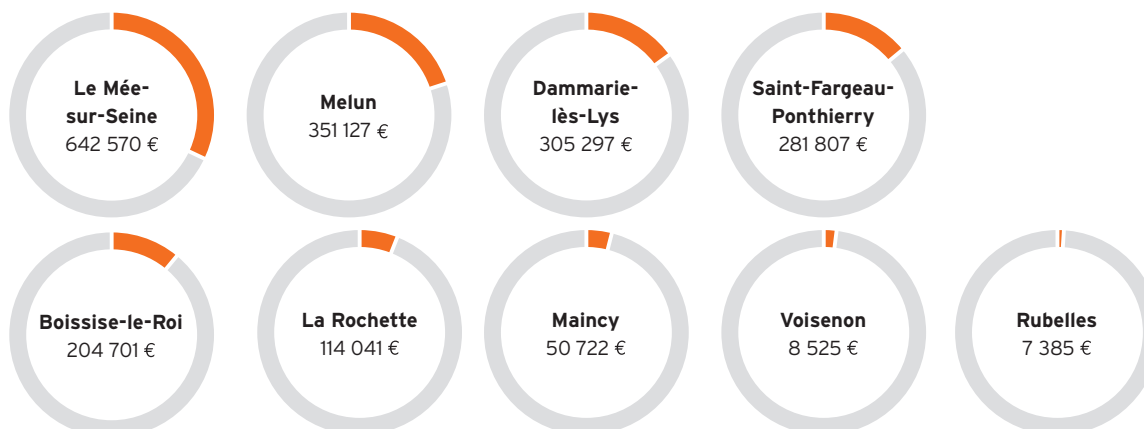 Le Mée-
sur-Seine
642 570 €
Melun
351 127 €
Dammarie-
lès-Lys
305 297 €
Saint-Fargeau-
Ponthierry
281 807 €
Boissise-le-Roi
204 701 €
La Rochette
114 041 €
Maincy
50 722 €
Voisenon
8 525 €
Rubelles
7 385 €